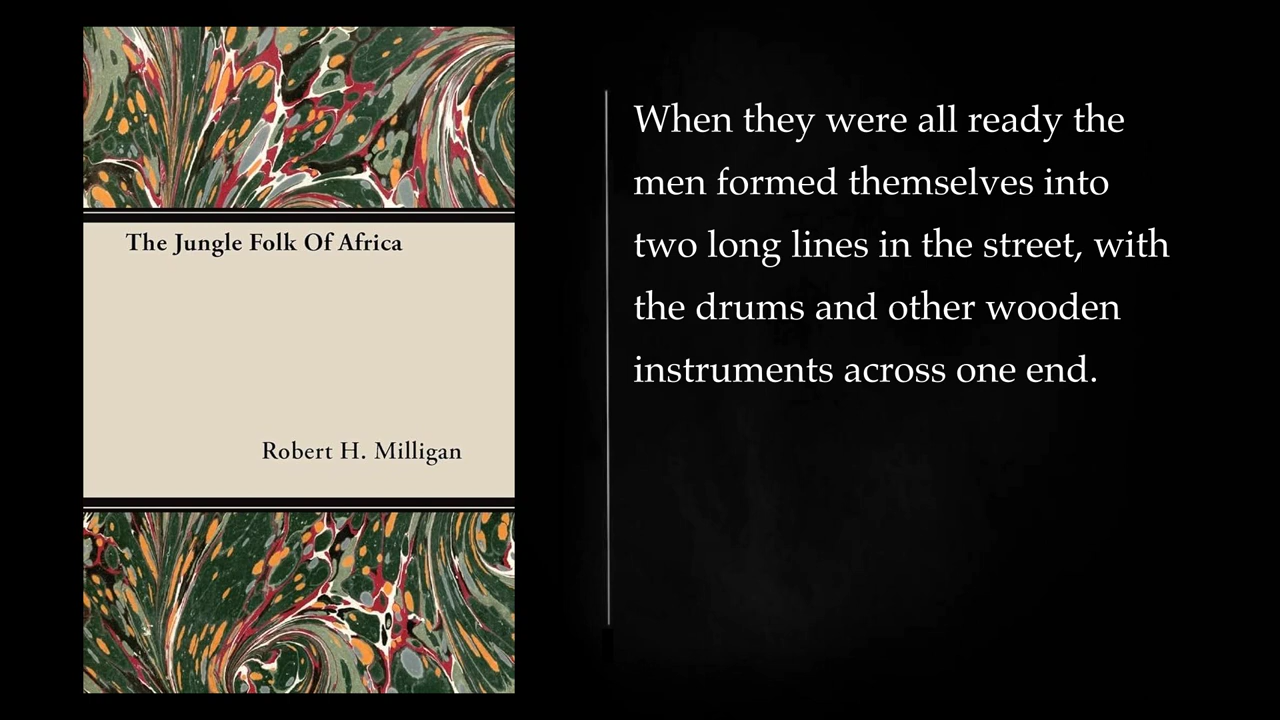 The Jungle Folk Of Africa
Robert H. Milligan
When they were all ready the
men formed themselves into
two long lines in the street, with
the drums and other wooden
instruments across one end.